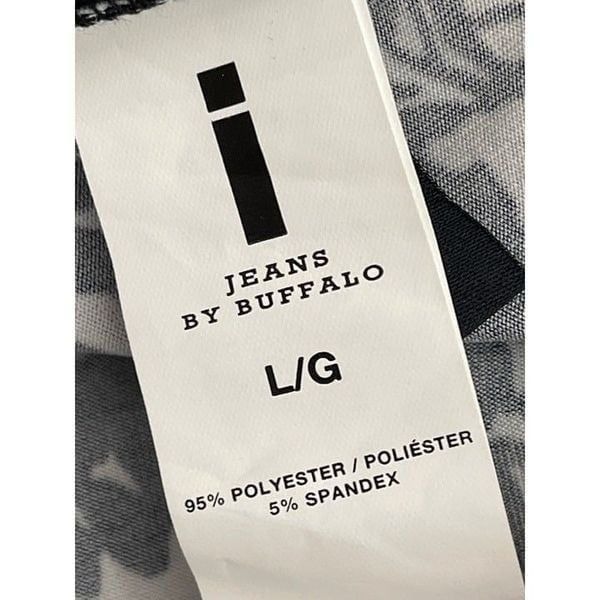 i
JEANS
BY BUFFALO
L/G
95% POLYESTER / POLIÉSTER
5% SPANDEX